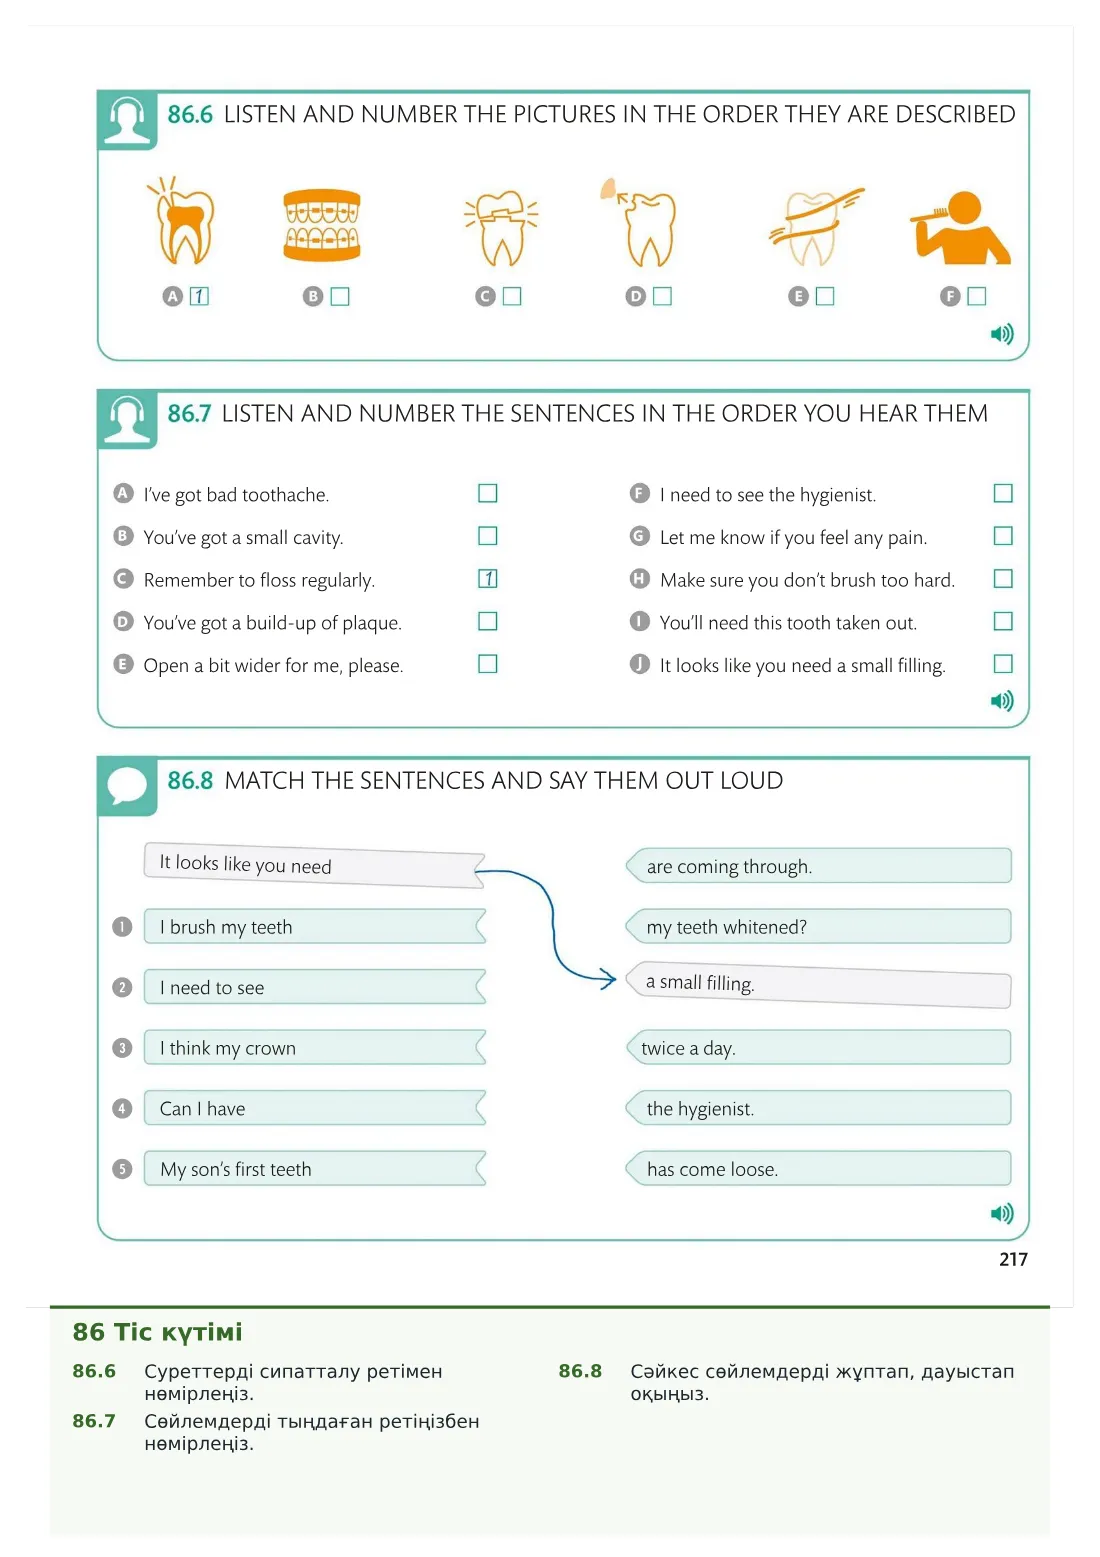 86.6 LISTEN AND NUMBER THE PICTURES IN THE ORDER THEY ARE DESCRIBED
A 1 B C D E F
86.7 LISTEN AND NUMBER THE SENTENCES IN THE ORDER YOU HEAR THEM
A I've got bad toothache.
B You've got a small cavity.
C Remember to floss regularly. 1
D You've got a build-up of plaque.
E Open a bit wider for me, please.
F I need to see the hygienist.
G Let me know if you feel any pain.
H Make sure you don't brush too hard.
I You'll need this tooth taken out.
J It looks like you need a small filling.
86.8 MATCH THE SENTENCES AND SAY THEM OUT LOUD
It looks like you need
1 I brush my teeth
2 I need to see
3 I think my crown
4 Can I have
5 My son's first teeth
are coming through.
my teeth whitened?
a small filling.
twice a day.
the hygienist.
has come loose.
217
86 Тіс күтімі
86.6 Суреттерді сипатталу ретімен
нөмірлеңіз.
86.7 Сөйлемдерді тыңдаған ретіңізбен
нөмірлеңіз.
86.8 Сәйкес сөйлемдерді жұптап, дауыстап
оқыңыз.